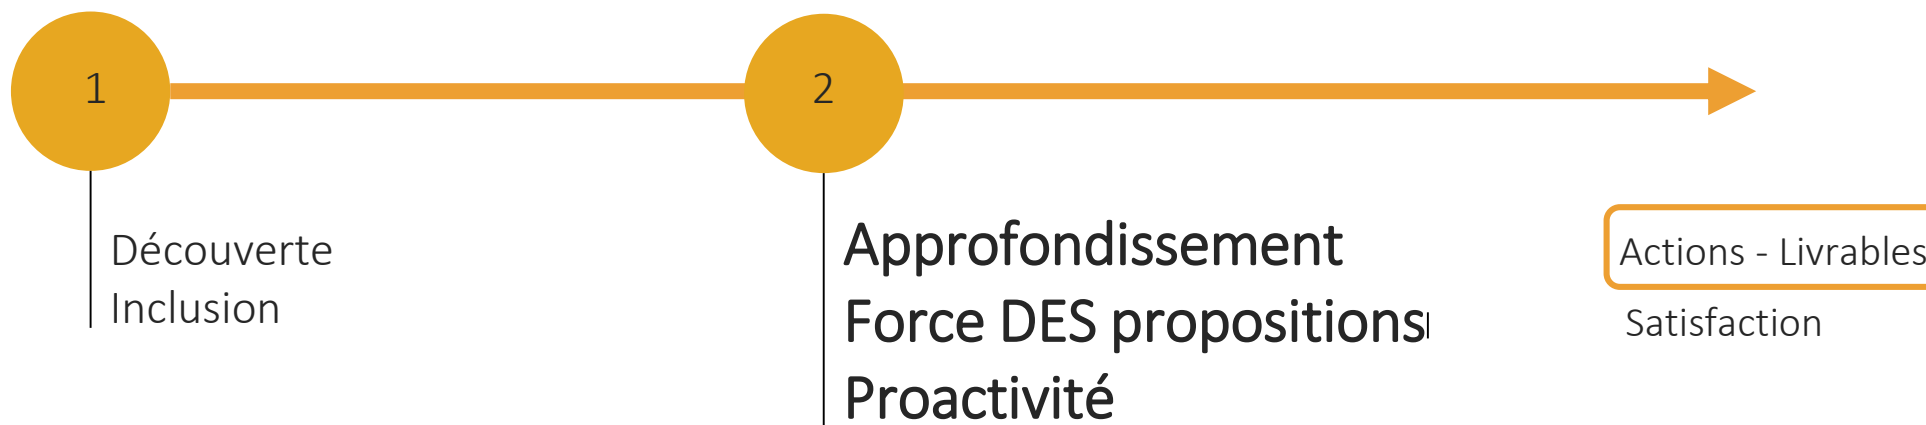 1
2
Découverte
Inclusion
Approfondissement
Force DES propositions
Proactivité
Actions - Livrables
Satisfaction